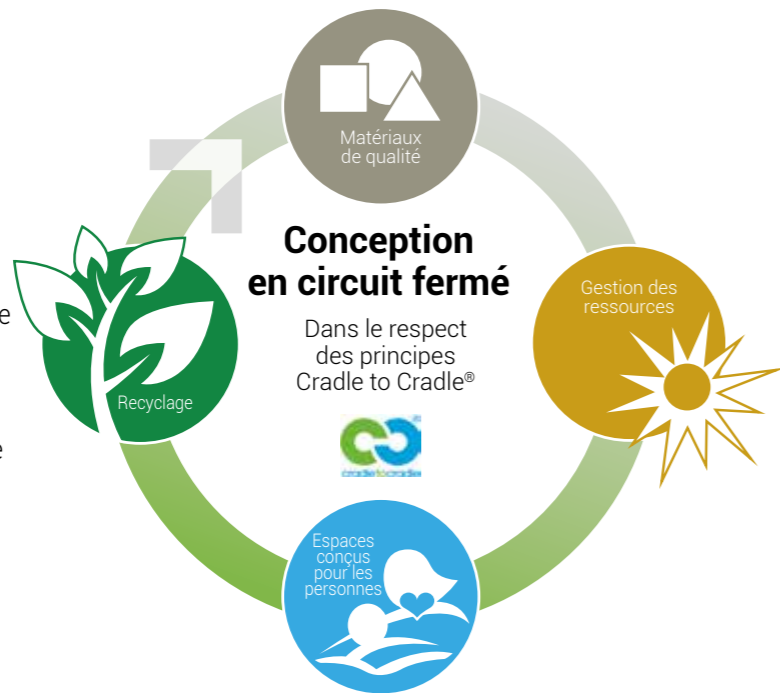 Matériaux
de qualité
Conception
en circuit fermé
Dans le respect
des principes
Cradle to Cradle®
Gestion des
ressources
e
Recyclage
e
cradletocradle
Espaces
conçus
pour les
personnes